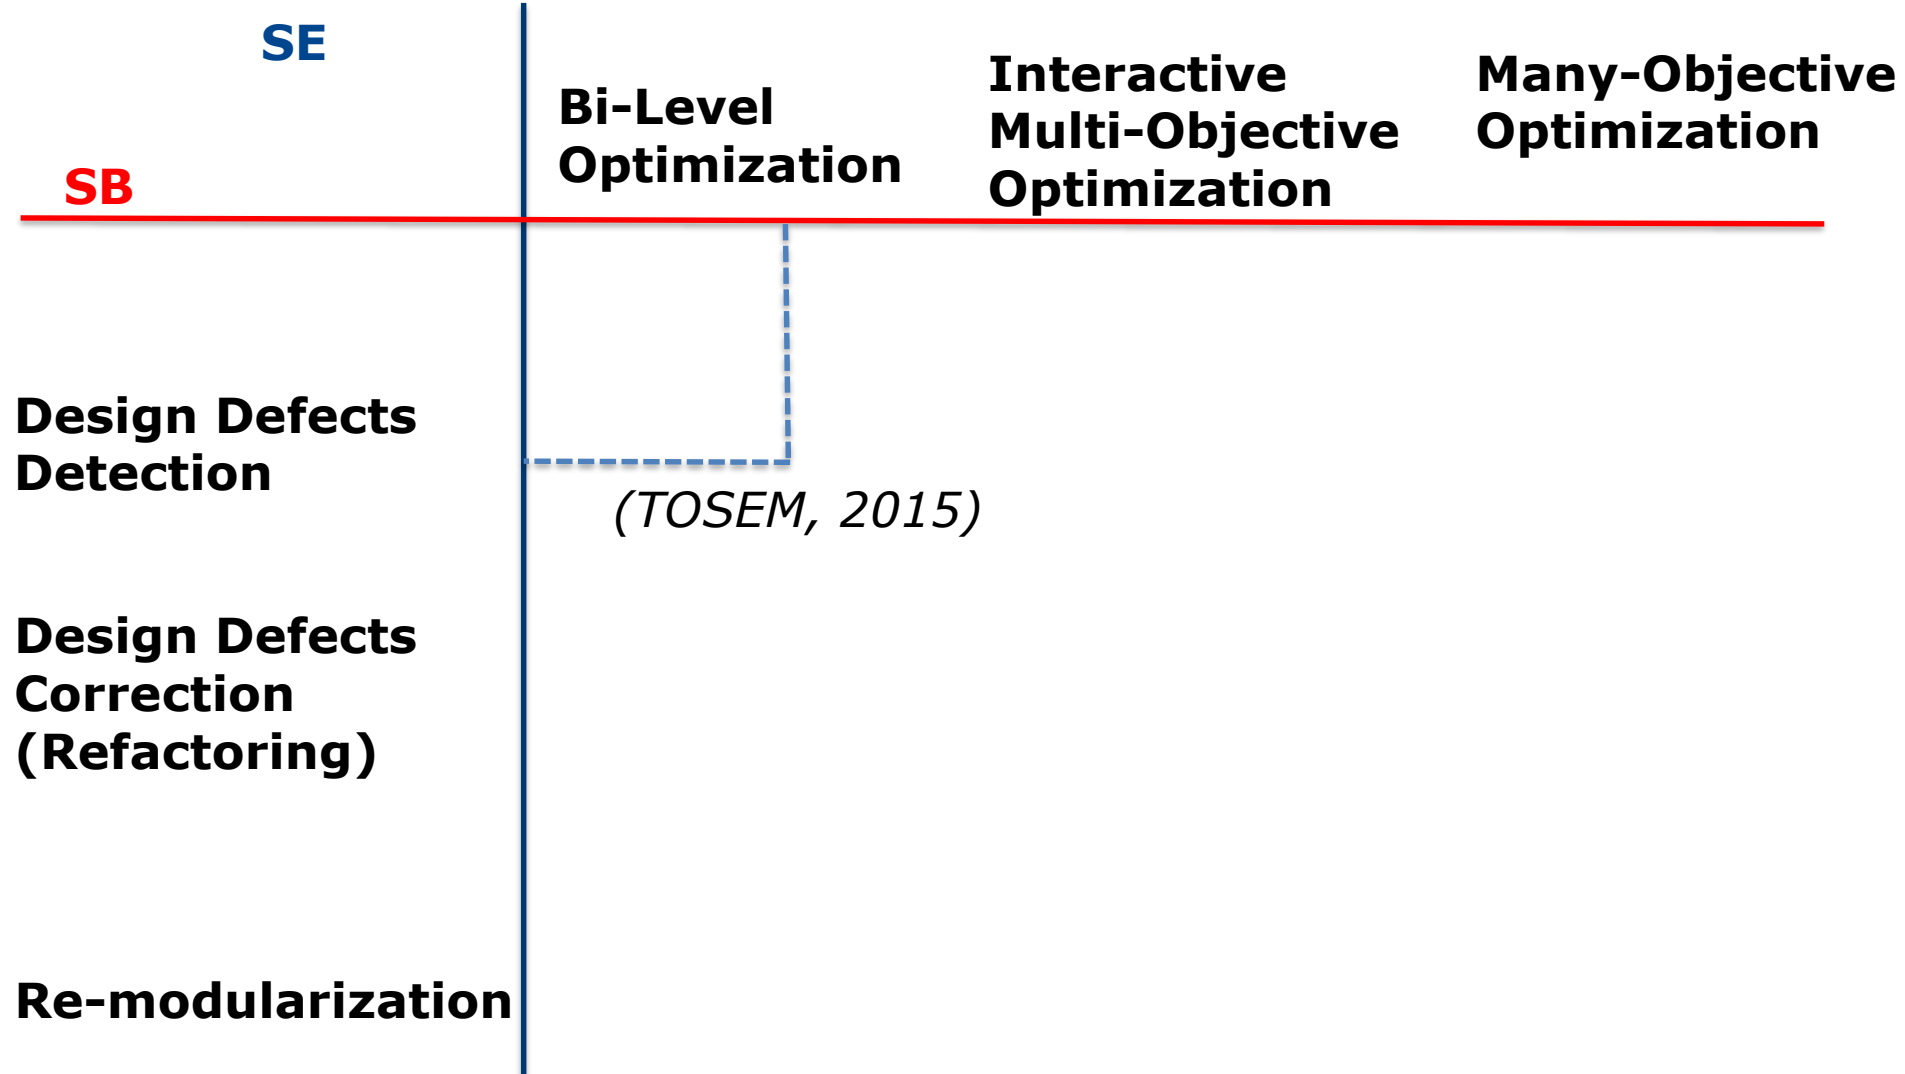 SE
SB
Bi-Level
Optimization
Interactive
Multi-Objective
Optimization
Many-Objective
Optimization
Design Defects
Detection
(TOSEM, 2015)
Design Defects
Correction
(Refactoring)
Re-modularization